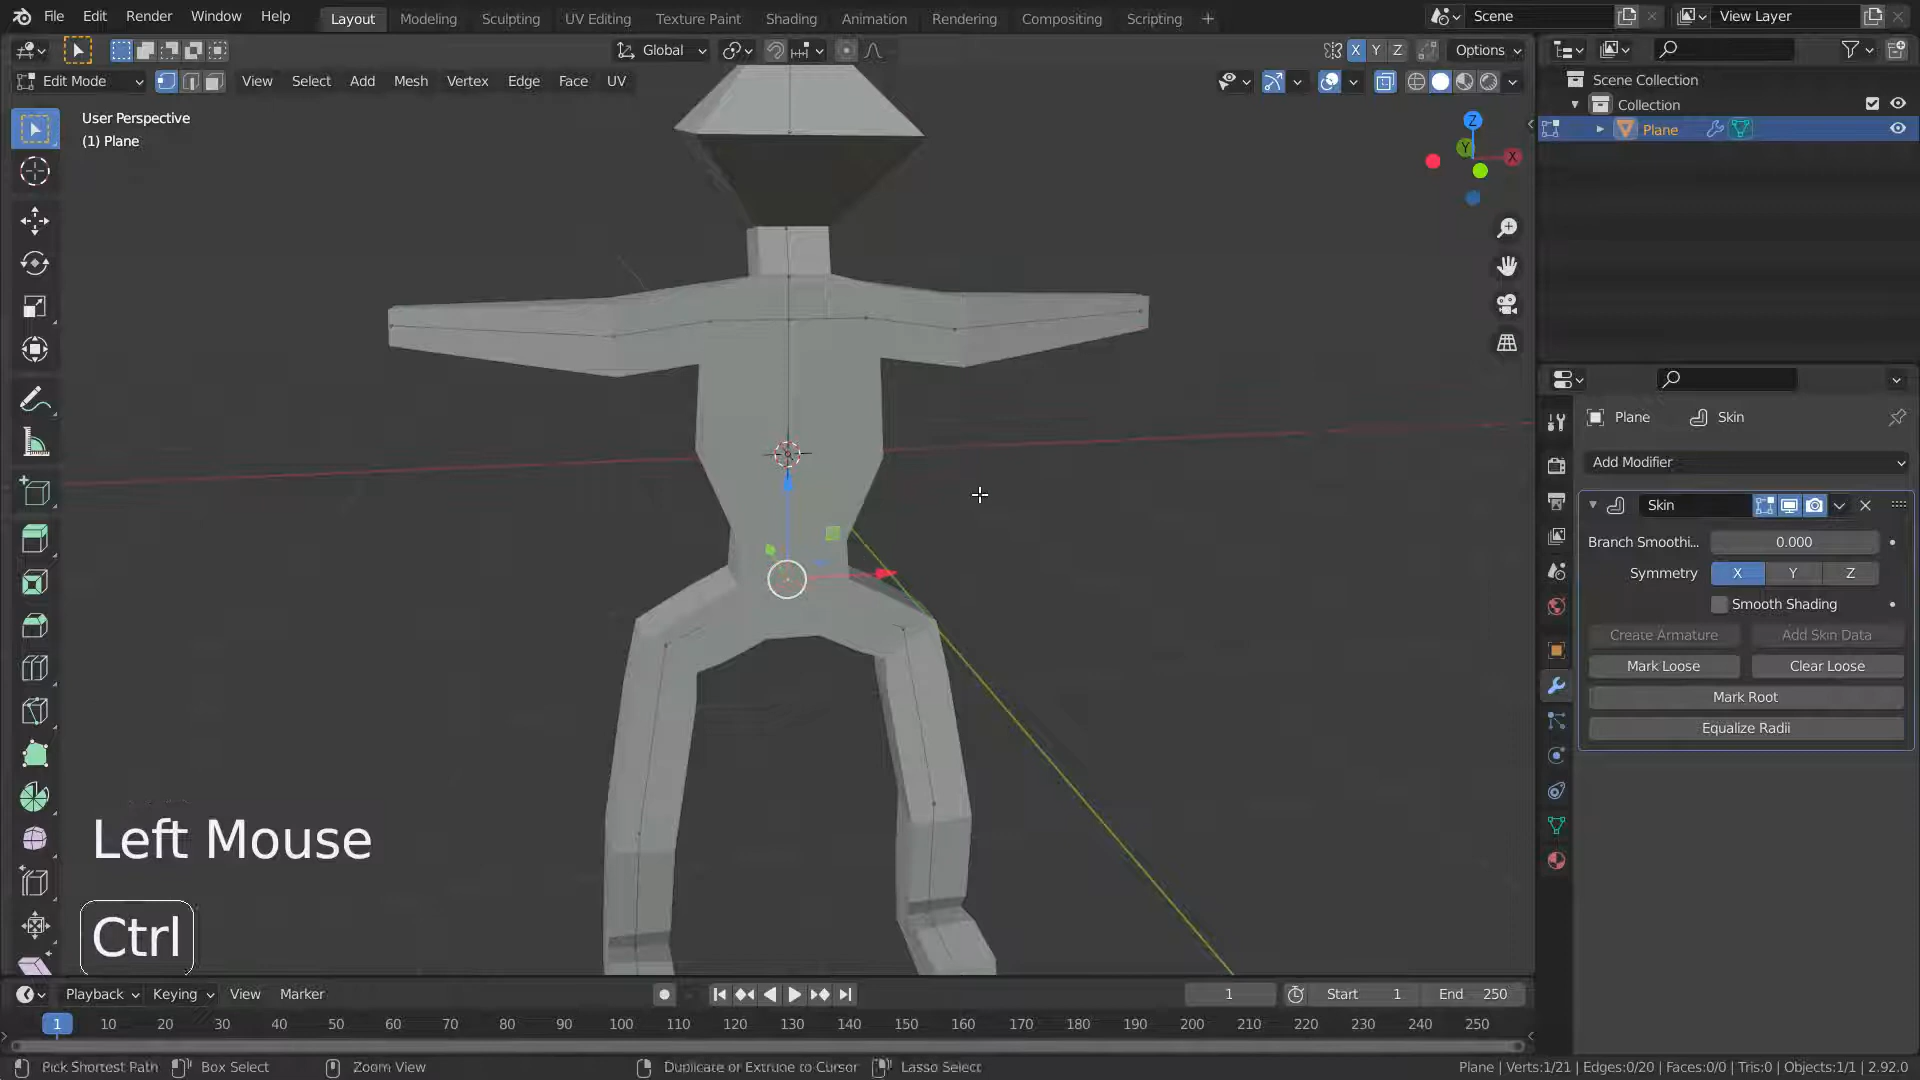 File Edit Render Window Help Layout Modeling Sculpting UV Editing Texture Paint Shading Animation Rendering Compositing Scripting + Scene View Layer
Global X Y Z Options
Edit Mode View Select Add Mesh Vertex Edge Face UV
Scene Collection
Collection
Plane
User Perspective
(1) Plane
Z
Y
X
Plane Skin
Add Modifier
Skin
Branch Smoothi... 0.000
Symmetry X Y Z
Smooth Shading
Create Armature Add Skin Data
Mark Loose Clear Loose
Mark Root
Equalize Radii
Left Mouse
Ctrl
Playback Keying View Marker 1 Start 1 End 250
1 10 20 30 40 50 60 70 80 90 100 110 120 130 140 150 160 170 180 190 200 210 220 230 240 250
Pick Shortest Path Box Select Zoom View Duplicate or Extrude to Cursor Lasso Select Plane | Verts:1/21 | Edges:0/20 | Faces:0/0 | Tris:0 | Objects:1/1 | 2.92.0